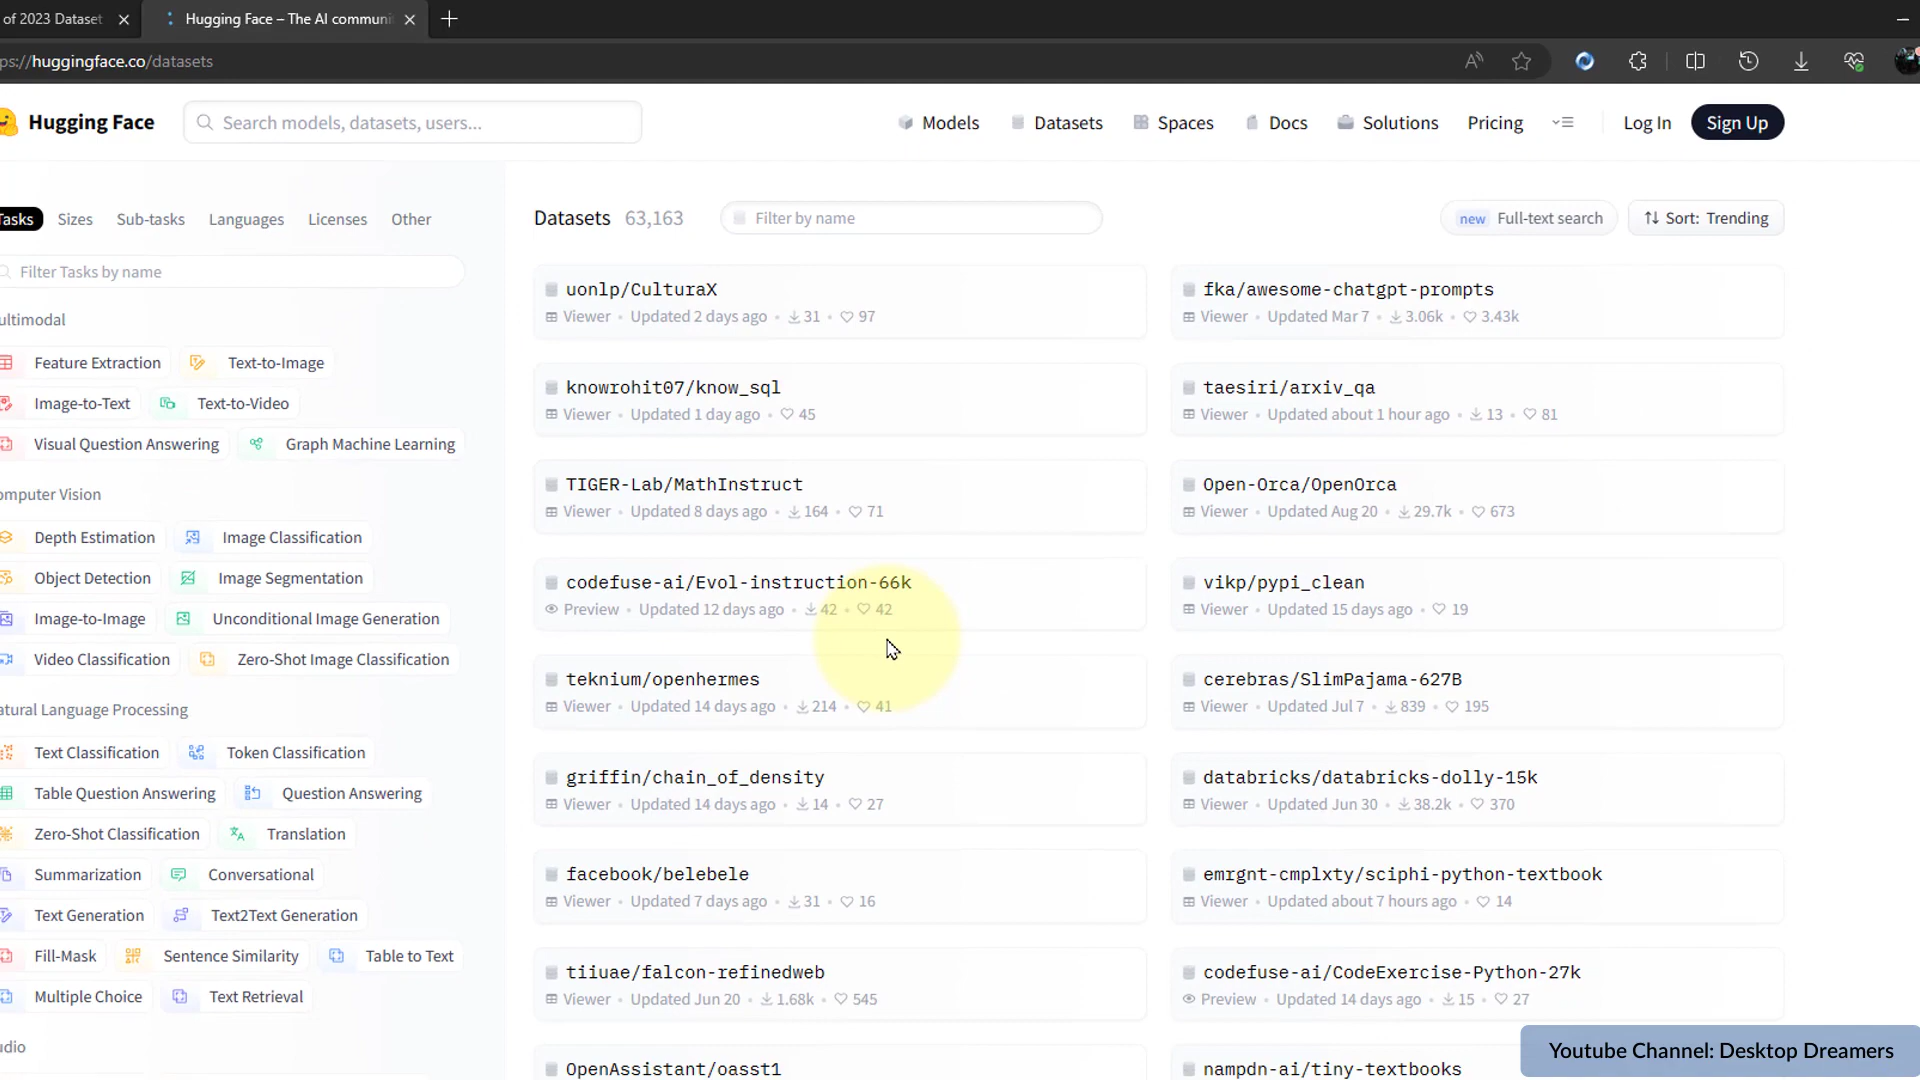 of 2023 Dataset
Hugging Face – The AI communi
ps://huggingface.co/datasets
Hugging Face
Search models, datasets, users...
Models
Datasets
Spaces
Docs
Solutions
Pricing
Log In
Sign Up
Tasks
Sizes
Sub-tasks
Languages
Licenses
Other
Filter Tasks by name
ultimodal
Feature Extraction
Text-to-Image
Image-to-Text
Text-to-Video
Visual Question Answering
Graph Machine Learning
omputer Vision
Depth Estimation
Image Classification
Object Detection
Image Segmentation
Image-to-Image
Unconditional Image Generation
Video Classification
Zero-Shot Image Classification
atural Language Processing
Text Classification
Token Classification
Table Question Answering
Question Answering
Zero-Shot Classification
Translation
Summarization
Conversational
Text Generation
Text2Text Generation
Fill-Mask
Sentence Similarity
Table to Text
Multiple Choice
Text Retrieval
udio
Datasets 63,163
Filter by name
new Full-text search
Sort: Trending
uonlp/CulturaX
Viewer • Updated 2 days ago • 31 • 97
fka/awesome-chatgpt-prompts
Viewer • Updated Mar 7 • 3.06k • 3.43k
knowrohit07/know_sql
Viewer • Updated 1 day ago • 45
taesiri/arxiv_qa
Viewer • Updated about 1 hour ago • 13 • 81
TIGER-Lab/MathInstruct
Viewer • Updated 8 days ago • 164 • 71
Open-Orca/OpenOrca
Viewer • Updated Aug 20 • 29.7k • 673
codefuse-ai/Evol-instruction-66k
Preview • Updated 12 days ago • 42 • 42
vikp/pypi_clean
Viewer • Updated 15 days ago • 19
teknium/openhermes
Viewer • Updated 14 days ago • 214 • 41
cerebras/SlimPajama-627B
Viewer • Updated Jul 7 • 839 • 195
griffin/chain_of_density
Viewer • Updated 14 days ago • 14 • 27
databricks/databricks-dolly-15k
Viewer • Updated Jun 30 • 38.2k • 370
facebook/belebele
Viewer • Updated 7 days ago • 31 • 16
emrgnt-cmplxty/sciphi-python-textbook
Viewer • Updated about 7 hours ago • 14
tiiuae/falcon-refinedweb
Viewer • Updated Jun 20 • 1.68k • 545
codefuse-ai/CodeExercise-Python-27k
Preview • Updated 14 days ago • 15 • 27
OpenAssistant/oasst1
nampdn-ai/tiny-textbooks
Youtube Channel: Desktop Dreamers